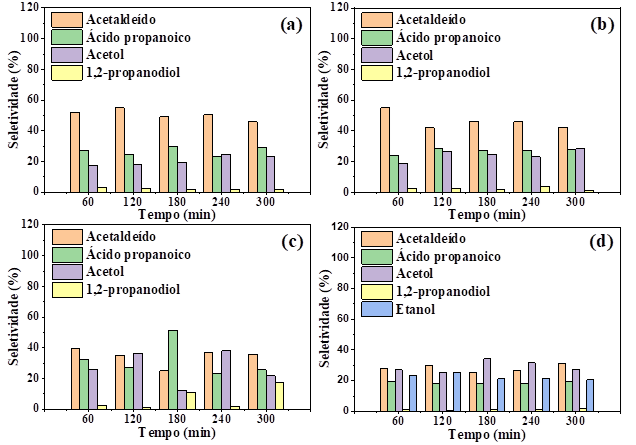 120
100
80
60
40
20
0
Seletividade (%)
Acetaldeído
Ácido propanoico
Acetol
1,2-propanodiol
(a)
60 120 180 240 300
Tempo (min)
120
100
80
60
40
20
0
Seletividade (%)
Acetaldeído
Ácido propanoico
Acetol
1,2-propanodiol
(b)
60 120 180 240 300
Tempo (min)
120
100
80
60
40
20
0
Seletividade (%)
Acetaldeído
Ácido propanoico
Acetol
1,2-propanodiol
(c)
60 120 180 240 300
Tempo (min)
120
100
80
60
40
20
0
Seletividade (%)
Acetaldeído
Ácido propanoico
Acetol
1,2-propanodiol
Etanol
(d)
60 120 180 240 300
Tempo (min)